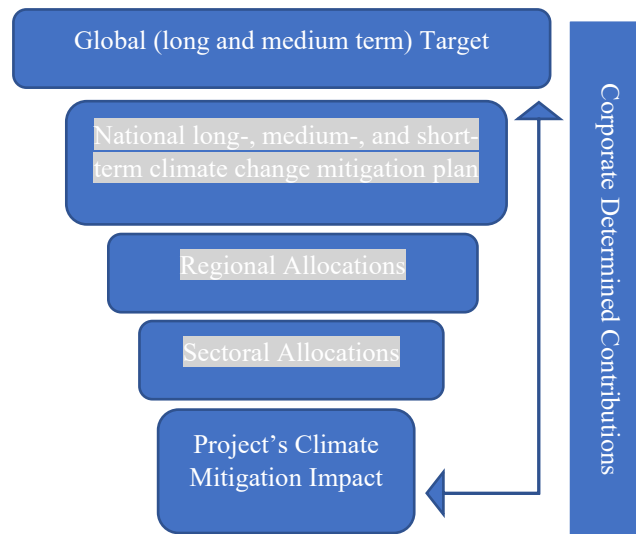 Global (long and medium term) Target
National long-, medium-, and short-
term climate change mitigation plan
Regional Allocations
Sectoral Allocations
Project’s Climate
Mitigation Impact
Corporate Determined Contributions